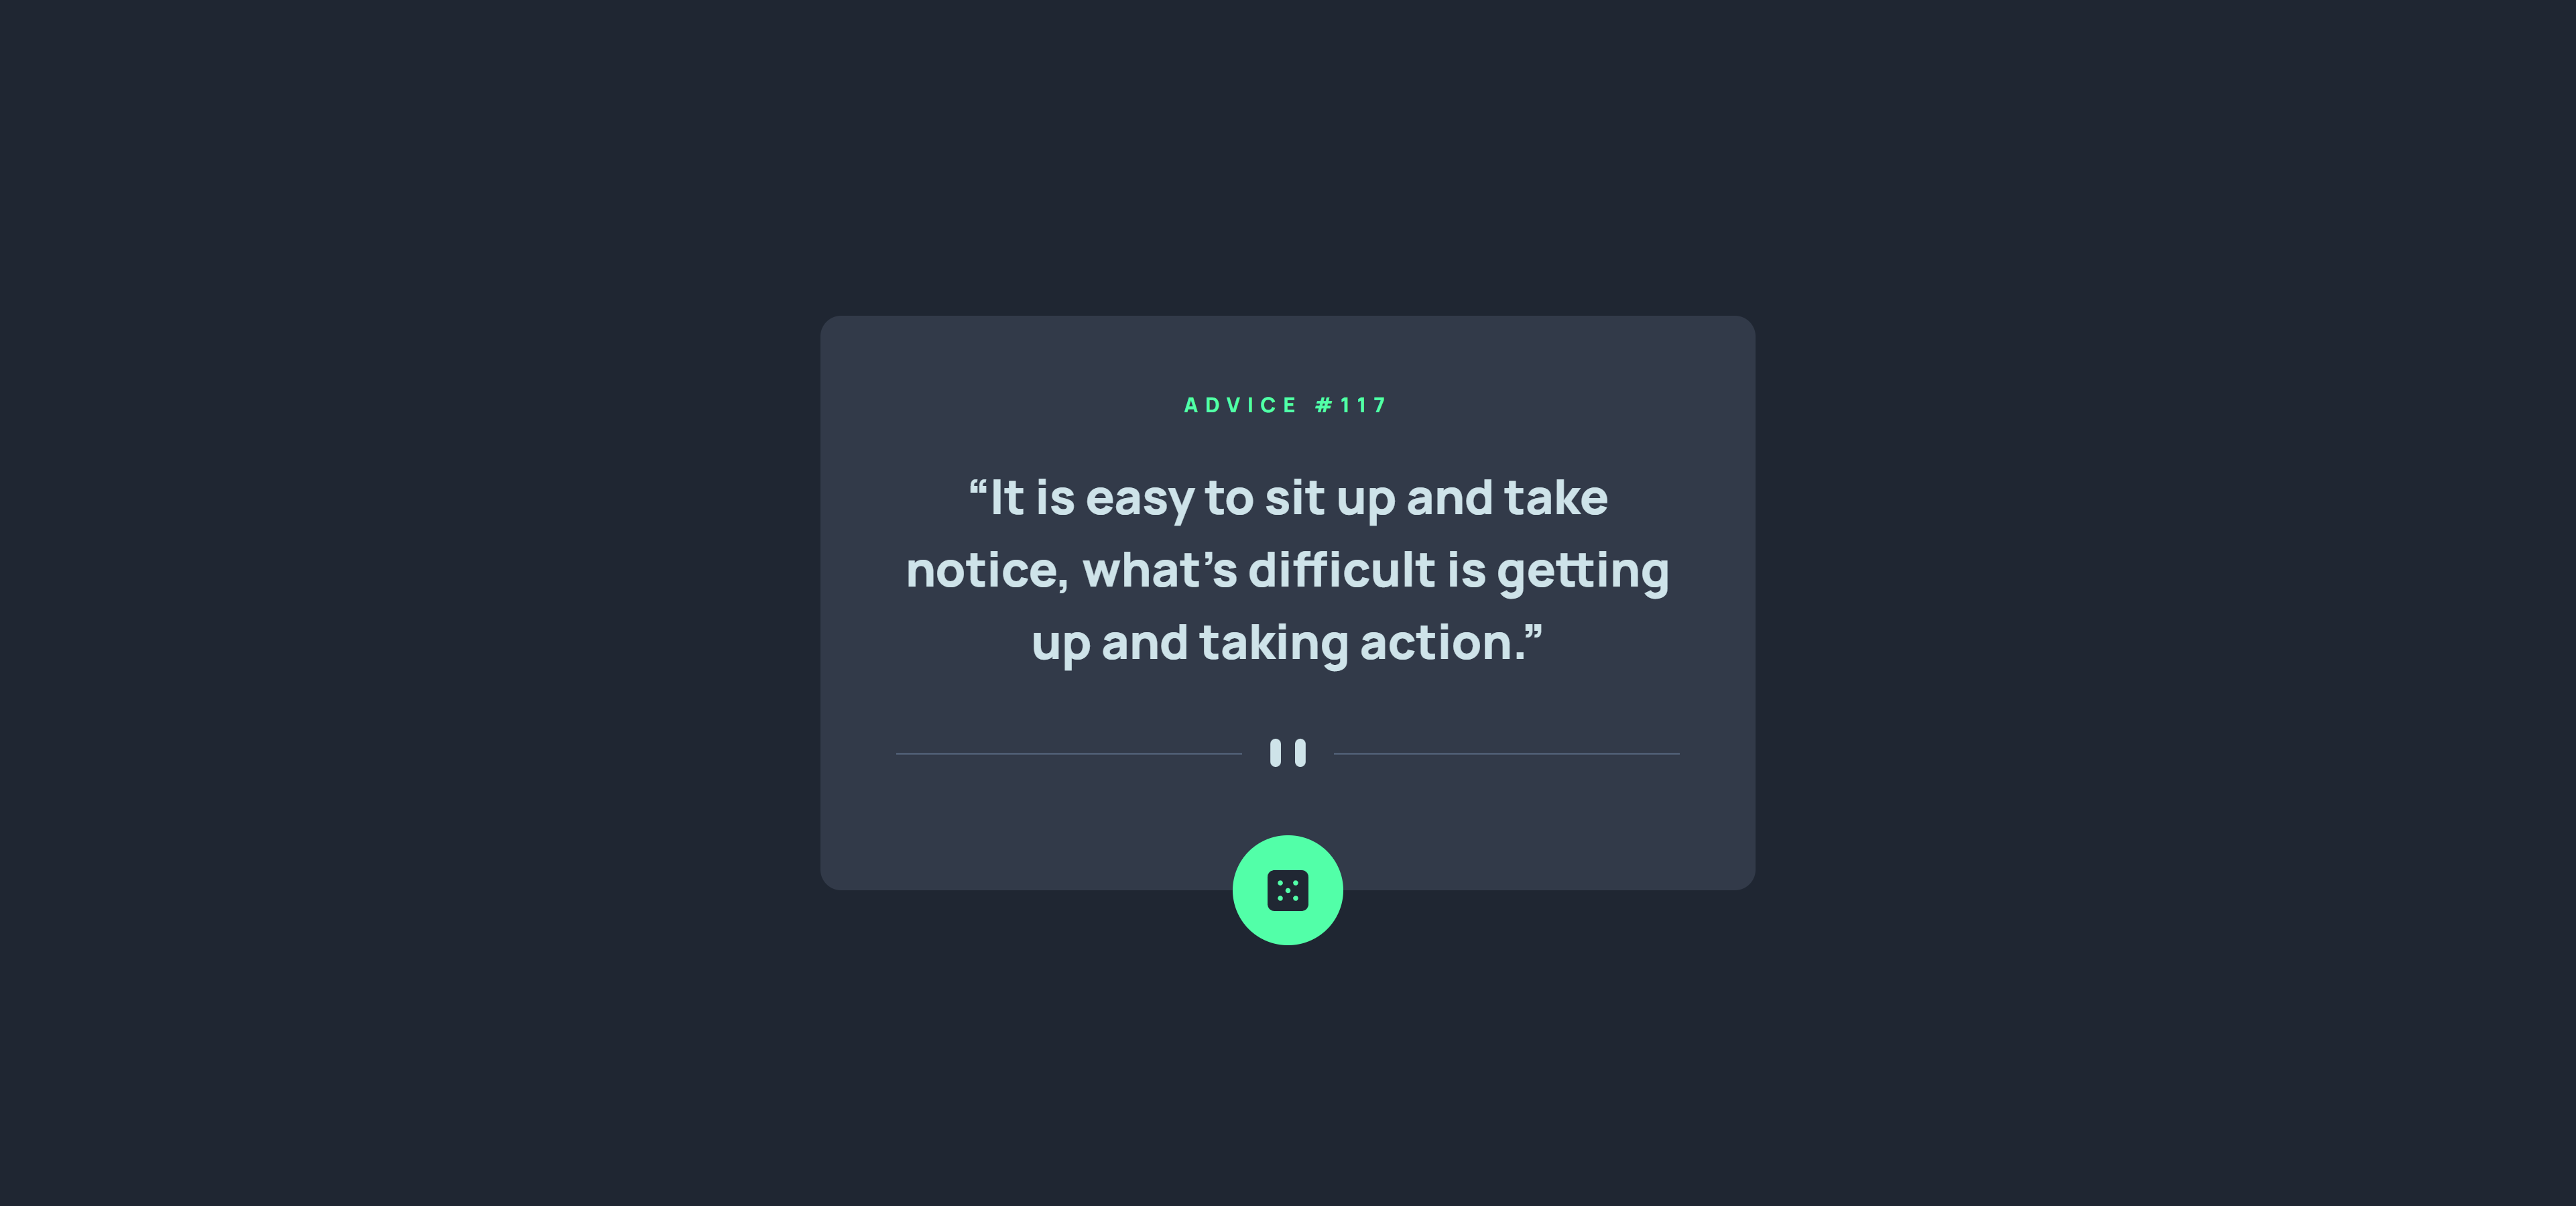 ADVICE #117
“It is easy to sit up and take
notice, what’s difficult is getting
up and taking action.”